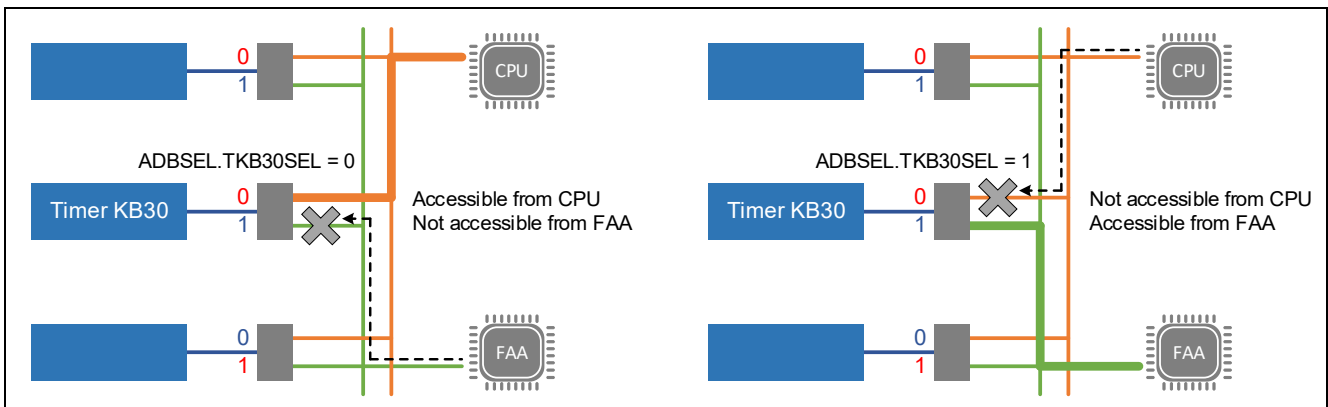 0
1
CPU
ADBSEL.TKB30SEL = 0
Timer KB30
0
1
Accessible from CPU
Not accessible from FAA
0
1
FAA
0
1
CPU
ADBSEL.TKB30SEL = 1
Timer KB30
0
1
Not accessible from CPU
Accessible from FAA
0
1
FAA